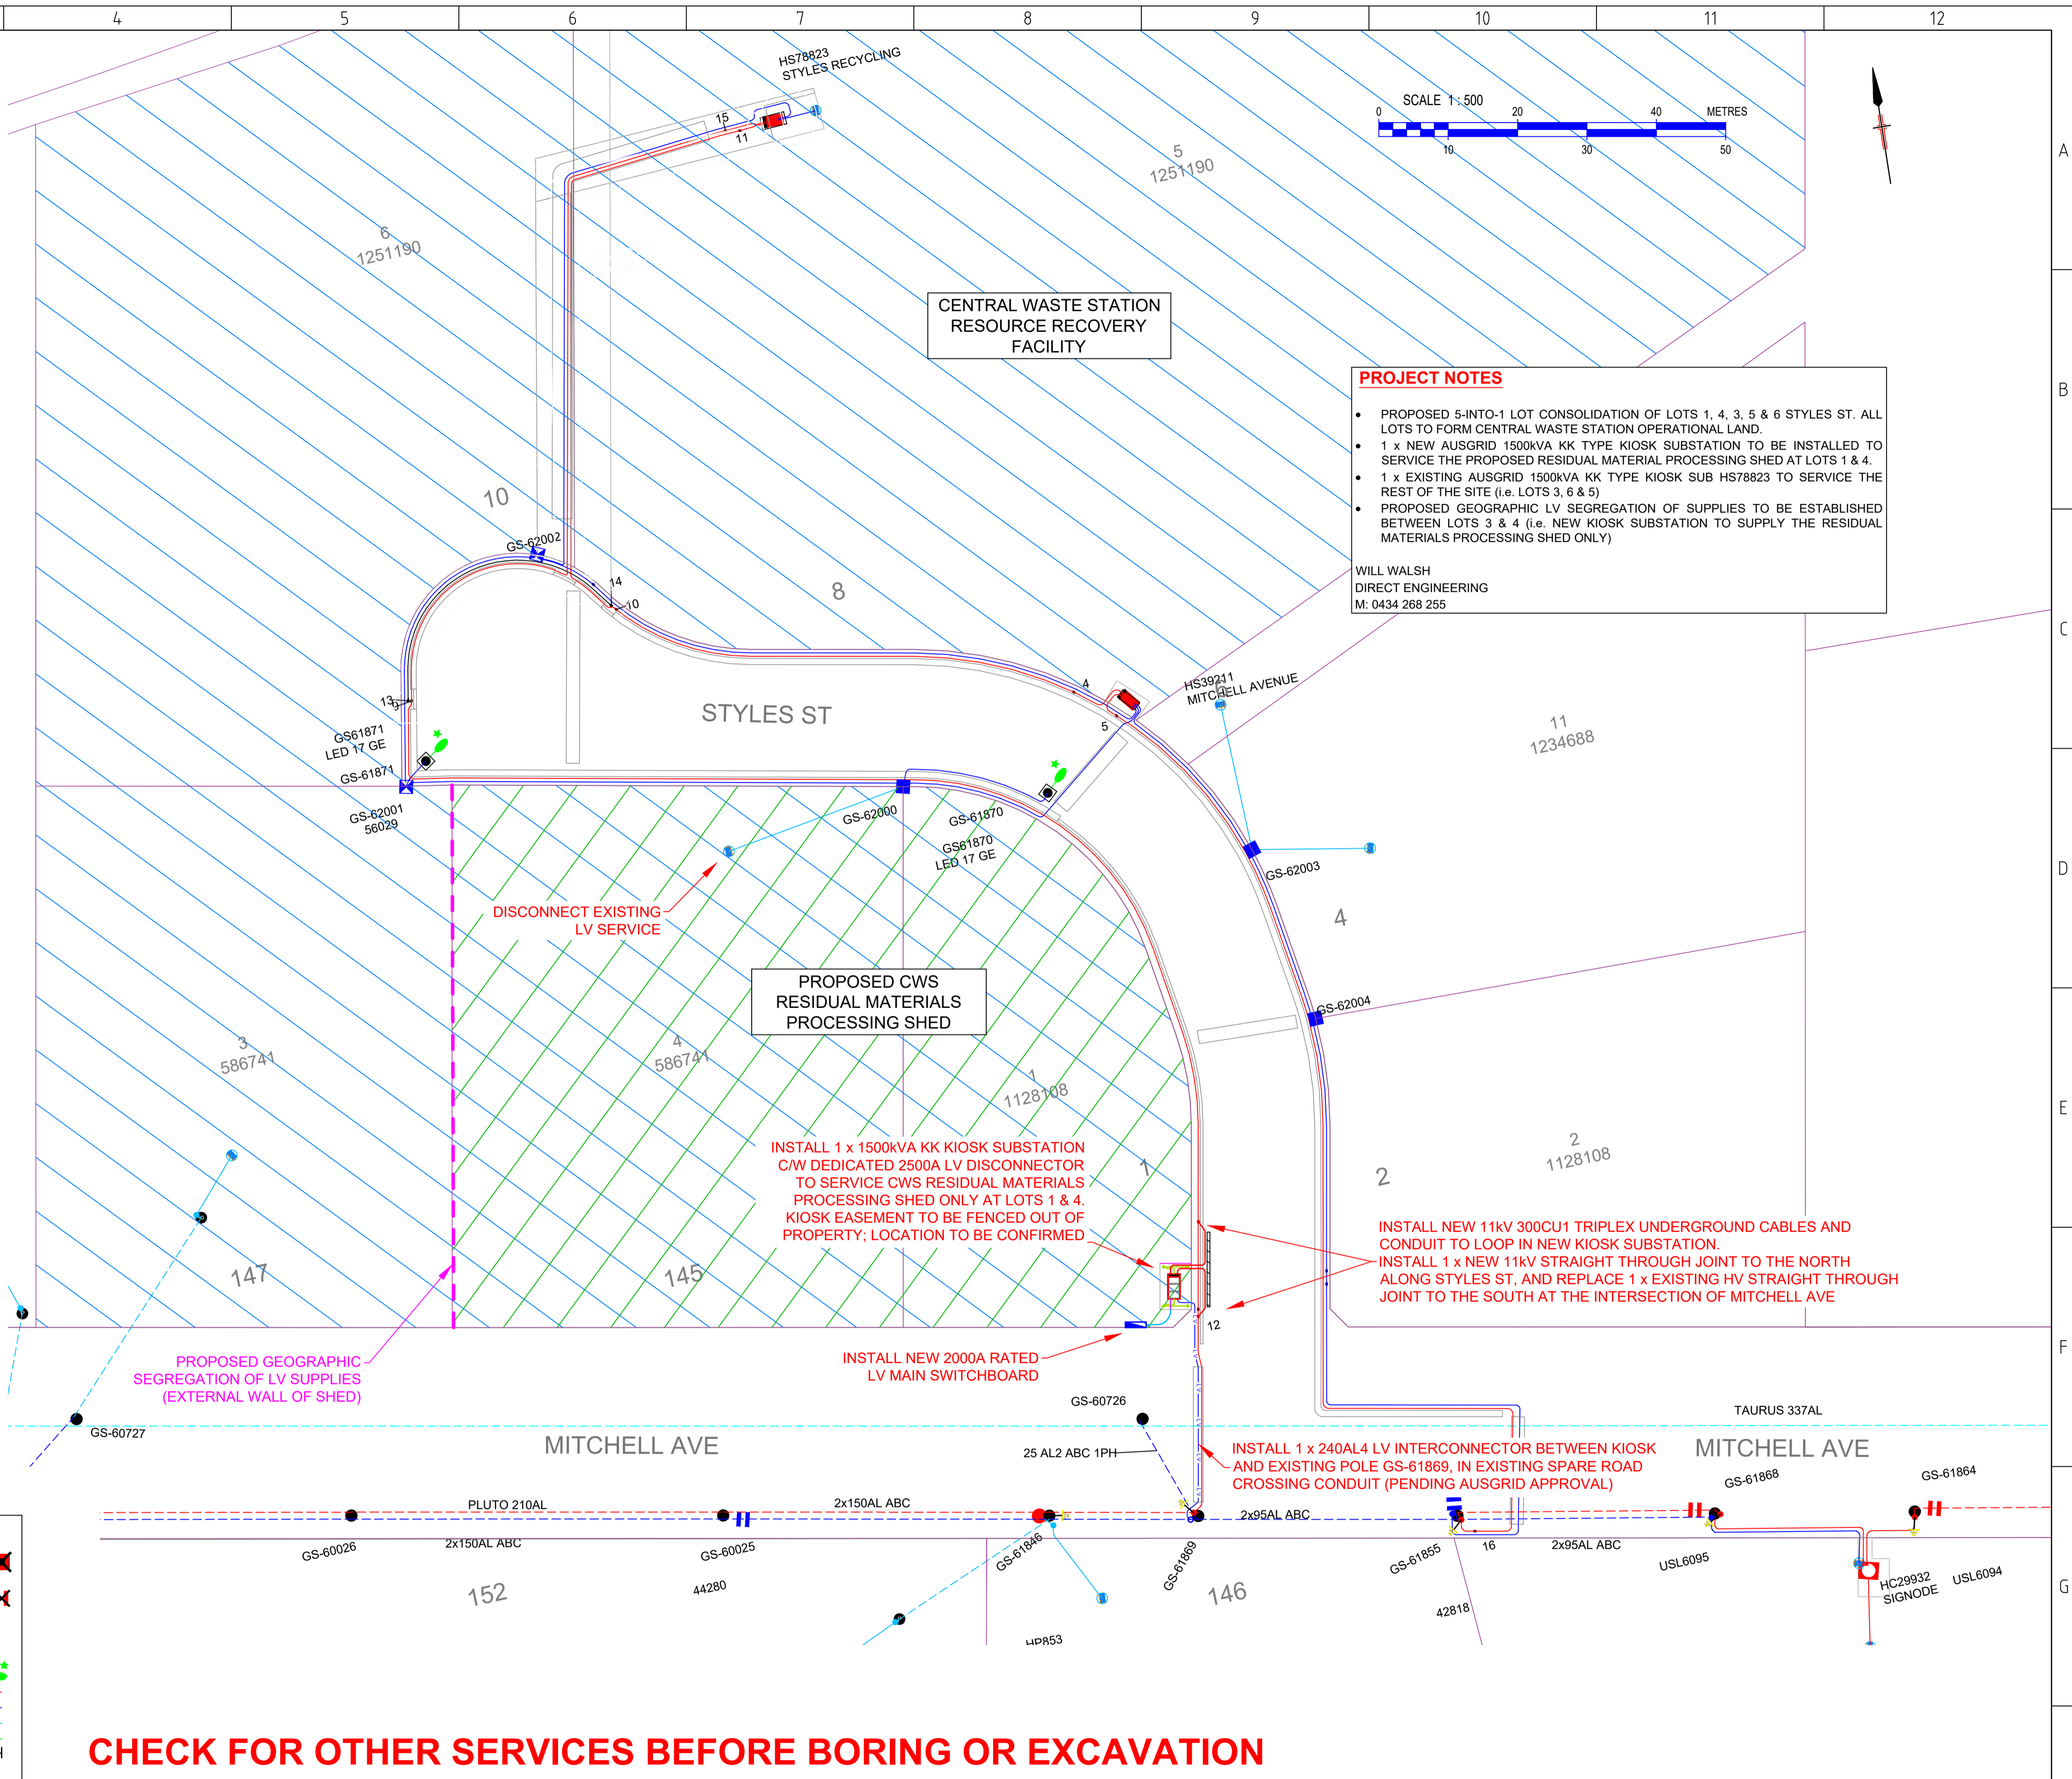 4 5 6 7 8 9 10 11 12
HS78823
STYLES RECYCLING
15
11
SCALE 1 : 500
0 20 40 METRES
10 30 50
A
5
1251190
6
1251190
CENTRAL WASTE STATION
RESOURCE RECOVERY
FACILITY
B
PROJECT NOTES
• PROPOSED 5-INTO-1 LOT CONSOLIDATION OF LOTS 1, 4, 3, 5 & 6 STYLES ST. ALL
LOTS TO FORM CENTRAL WASTE STATION OPERATIONAL LAND.
• 1 x NEW AUSGRID 1500kVA KK TYPE KIOSK SUBSTATION TO BE INSTALLED TO
SERVICE THE PROPOSED RESIDUAL MATERIAL PROCESSING SHED AT LOTS 1 & 4.
• 1 x EXISTING AUSGRID 1500kVA KK TYPE KIOSK SUB HS78823 TO SERVICE THE
REST OF THE SITE (i.e. LOTS 3, 6 & 5)
• PROPOSED GEOGRAPHIC LV SEGREGATION OF SUPPLIES TO BE ESTABLISHED
BETWEEN LOTS 3 & 4 (i.e. NEW KIOSK SUBSTATION TO SUPPLY THE RESIDUAL
MATERIALS PROCESSING SHED ONLY)
WILL WALSH
DIRECT ENGINEERING
M: 0434 268 255
10
GS-62002
14
10
8
C
4
HS39211
MITCHELL AVENUE
6
5
13
9
STYLES ST
11
1234688
GS61871
LED 17 GE
GS-61871
GS-62001
56029
GS-62000
GS-61870
GS61870
LED 17 GE
GS-62003
D
DISCONNECT EXISTING
LV SERVICE
4
PROPOSED CWS
RESIDUAL MATERIALS
PROCESSING SHED
GS-62004
3
586741
4
586741
1
1128108
E
2
1128108
INSTALL 1 x 1500kVA KK KIOSK SUBSTATION
C/W DEDICATED 2500A LV DISCONNECTOR
TO SERVICE CWS RESIDUAL MATERIALS
PROCESSING SHED ONLY AT LOTS 1 & 4.
KIOSK EASEMENT TO BE FENCED OUT OF
PROPERTY; LOCATION TO BE CONFIRMED
1
2
INSTALL NEW 11kV 300CU1 TRIPLEX UNDERGROUND CABLES AND
CONDUIT TO LOOP IN NEW KIOSK SUBSTATION.
INSTALL 1 x NEW 11kV STRAIGHT THROUGH JOINT TO THE NORTH
ALONG STYLES ST, AND REPLACE 1 x EXISTING HV STRAIGHT THROUGH
JOINT TO THE SOUTH AT THE INTERSECTION OF MITCHELL AVE
147
145
12
F
PROPOSED GEOGRAPHIC
SEGREGATION OF LV SUPPLIES
(EXTERNAL WALL OF SHED)
INSTALL NEW 2000A RATED
LV MAIN SWITCHBOARD
GS-60726
TAURUS 337AL
GS-60727
MITCHELL AVE
25 AL2 ABC 1PH
INSTALL 1 x 240AL4 LV INTERCONNECTOR BETWEEN KIOSK
AND EXISTING POLE GS-61869, IN EXISTING SPARE ROAD
CROSSING CONDUIT (PENDING AUSGRID APPROVAL)
MITCHELL AVE
GS-61868
GS-61864
PLUTO 210AL
2x150AL ABC
2x95AL ABC
GS-60026
2x150AL ABC
GS-60025
GS-61846
GS-61869
GS-61855
16
2x95AL ABC
USL6095
HC29932
SIGNODE
USL6094
G
152
44280
146
42818
HP853
CHECK FOR OTHER SERVICES BEFORE BORING OR EXCAVATION